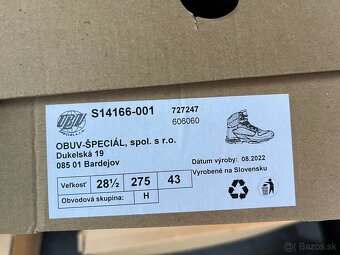 OBUV
ŠPECIÁL
S14166-001
727247
606060
OBUV-ŠPECIÁL, spol. s r.o.
Dukelská 19
085 01 Bardejov
Dátum výroby: 08.2022
Vyrobené na Slovensku
Veľkosť 28½ 275 43
Obvodová skupina: H
bazos.sk